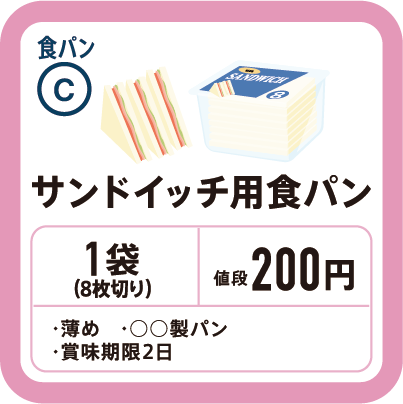 食パン
C
SANDWICH
8
サンドイッチ用食パン
1袋
(8枚切り)
値段200円
・薄め ・○○製パン
・賞味期限2日